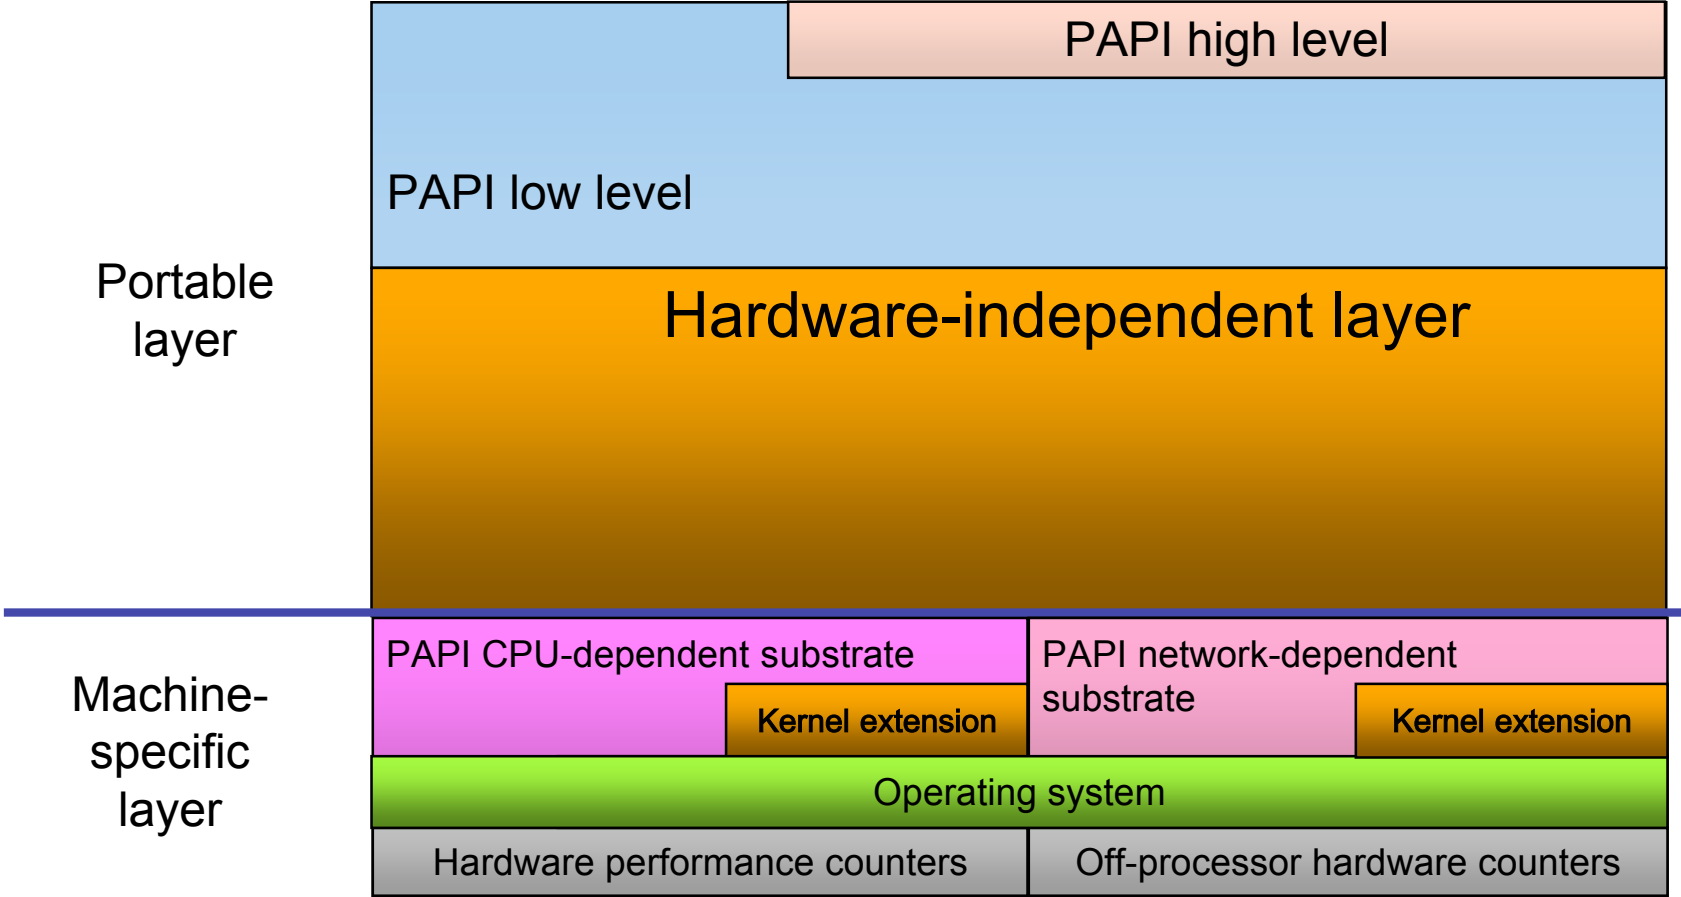 PAPI high level
PAPI low level
Portable
layer
Hardware-independent layer
Machine-
specific
layer
PAPI CPU-dependent substrate
Kernel extension
PAPI network-dependent
substrate
Kernel extension
Operating system
Hardware performance counters
Off-processor hardware counters